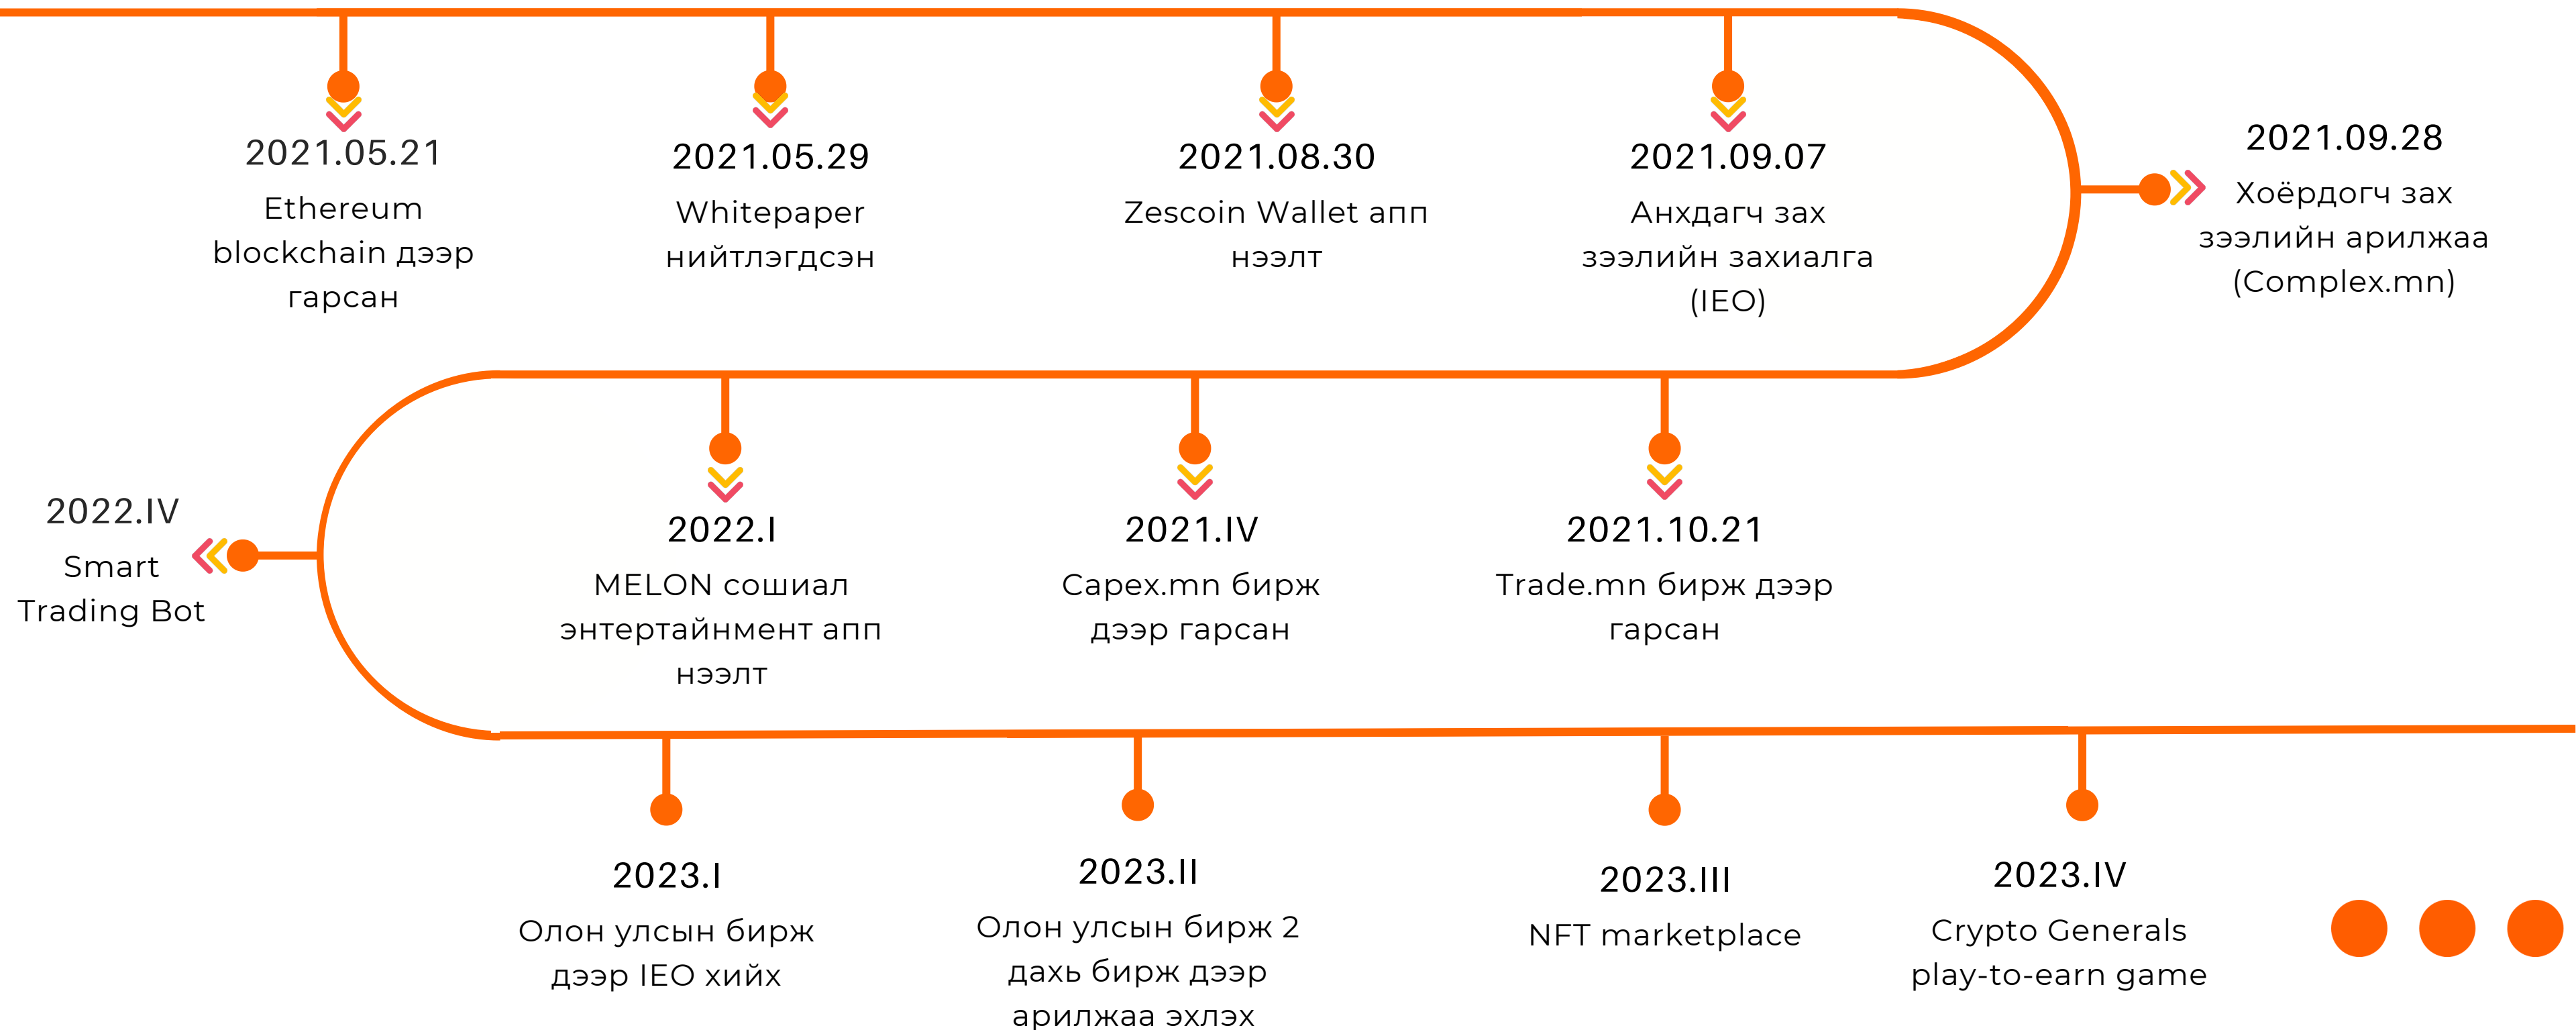 2021.05.21
Ethereum
blockchain дээр
гарсан
2021.05.29
Whitepaper
нийтлэгдсэн
2021.08.30
Zescoin Wallet апп
нээлт
2021.09.07
Анхдагч зах
зээлийн захиалга
(IEO)
2021.09.28
Хоёрдогч зах
зээлийн арилжаа
(Complex.mn)
2022.IV
Smart
Trading Bot
2022.I
MELON сошиал
энтертайнмент апп
нээлт
2021.IV
Capex.mn бирж
дээр гарсан
2021.10.21
Trade.mn бирж дээр
гарсан
2023.I
Олон улсын бирж
дээр IEO хийх
2023.II
Олон улсын бирж 2
дахь бирж дээр
арилжаа эхлэх
2023.III
NFT marketplace
2023.IV
Crypto Generals
play-to-earn game